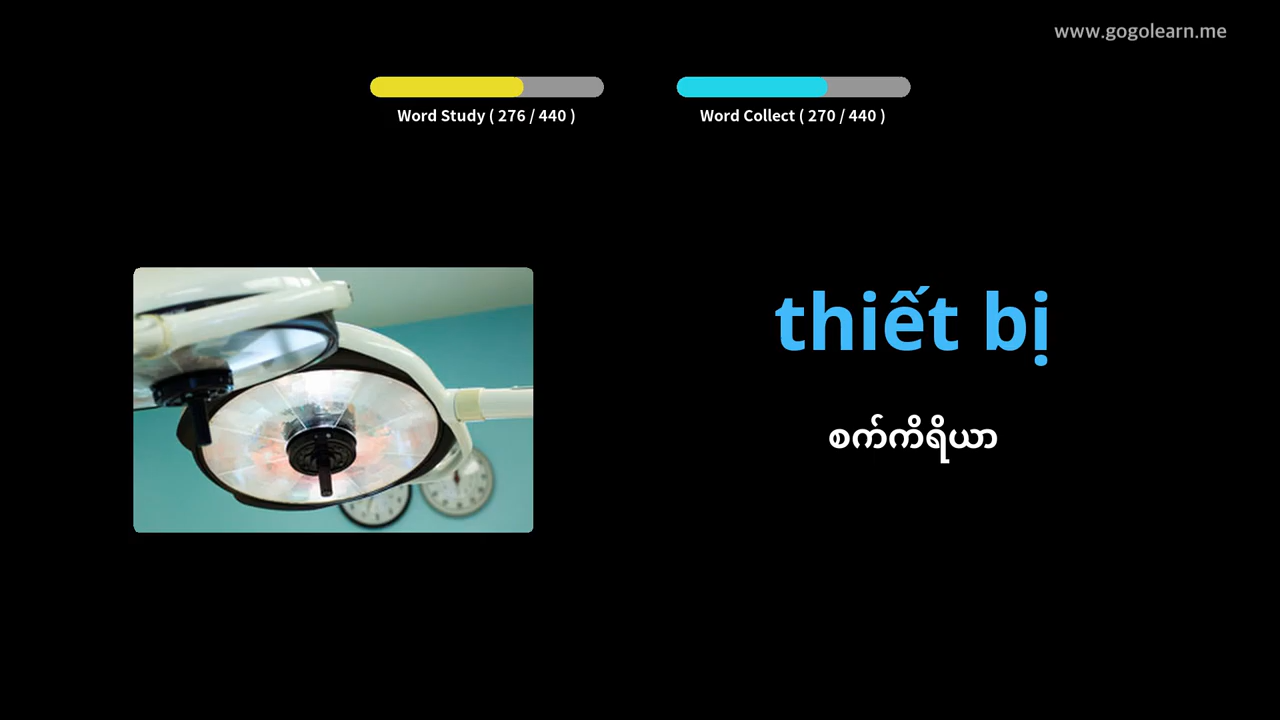 www.gogolearn.me
Word Study ( 276 / 440 )
Word Collect ( 270 / 440 )
thiết bị
စက်ကိရိယာ